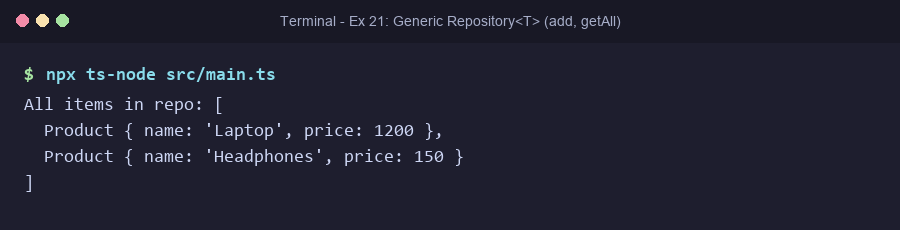 Terminal - Ex 21: Generic Repository<T> (add, getAll)
$ npx ts-node src/main.ts
All items in repo: [
  Product { name: 'Laptop', price: 1200 },
  Product { name: 'Headphones', price: 150 }
]